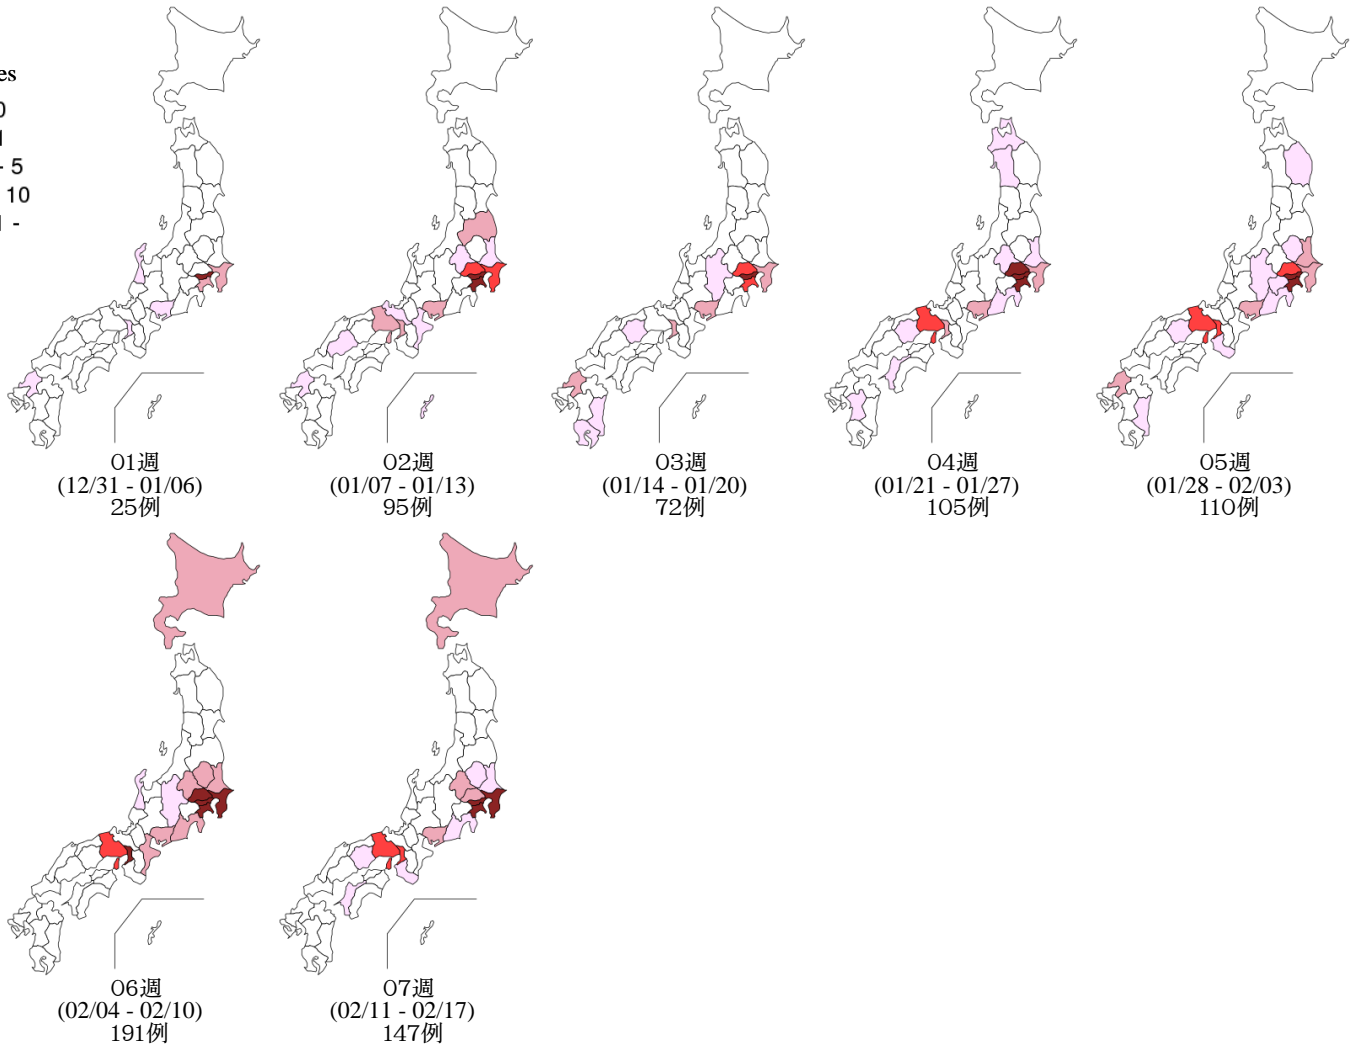 es
0
1
- 5
10
1 -
01週
(12/31 - 01/06)
25例
02週
(01/07 - 01/13)
95例
03週
(01/14 - 01/20)
72例
04週
(01/21 - 01/27)
105例
05週
(01/28 - 02/03)
110例
06週
(02/04 - 02/10)
191例
07週
(02/11 - 02/17)
147例